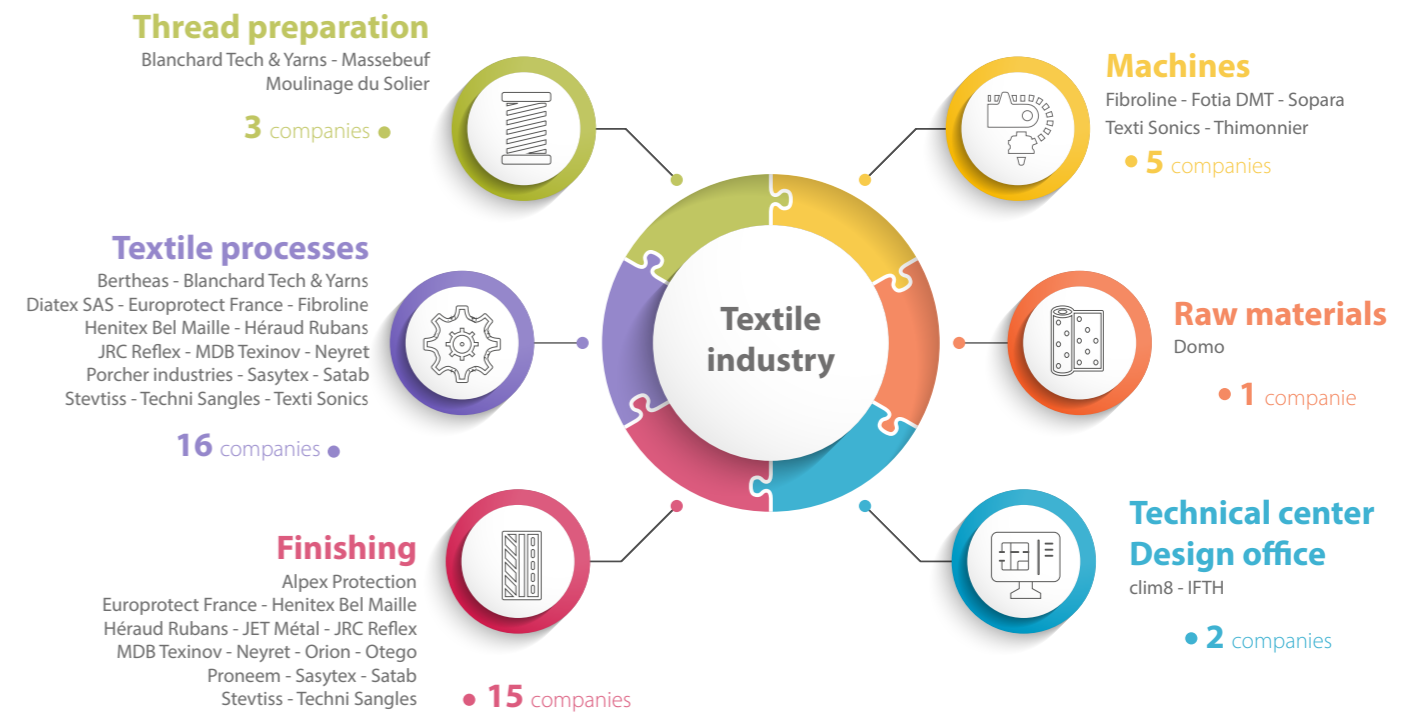 Thread preparation
Blanchard Tech & Yarns - Massebeuf
Moulinage du Solier
3 companies
Machines
Fibroline - Fotia DMT - Sopara
Texti Sonics - Thimonnier
5 companies
Textile processes
Bertheas - Blanchard Tech & Yarns
Diatex SAS - Europrotect France - Fibroline
Henitex Bel Maille - Héraud Rubans
JRC Reflex - MDB Texinov - Neyret
Porcher industries - Sasytex - Satab
Stevtiss - Techni Sangles - Texti Sonics
16 companies
Textile
industry
Raw materials
Domo
1 companie
Finishing
Alpex Protection
Europrotect France - Henitex Bel Maille
Héraud Rubans - JET Métal - JRC Reflex
MDB Texinov - Neyret - Orion - Otego
Proneem - Sasytex - Satab
Stevtiss - Techni Sangles
15 companies
Technical center
Design office
clim8 - IFTH
2 companies